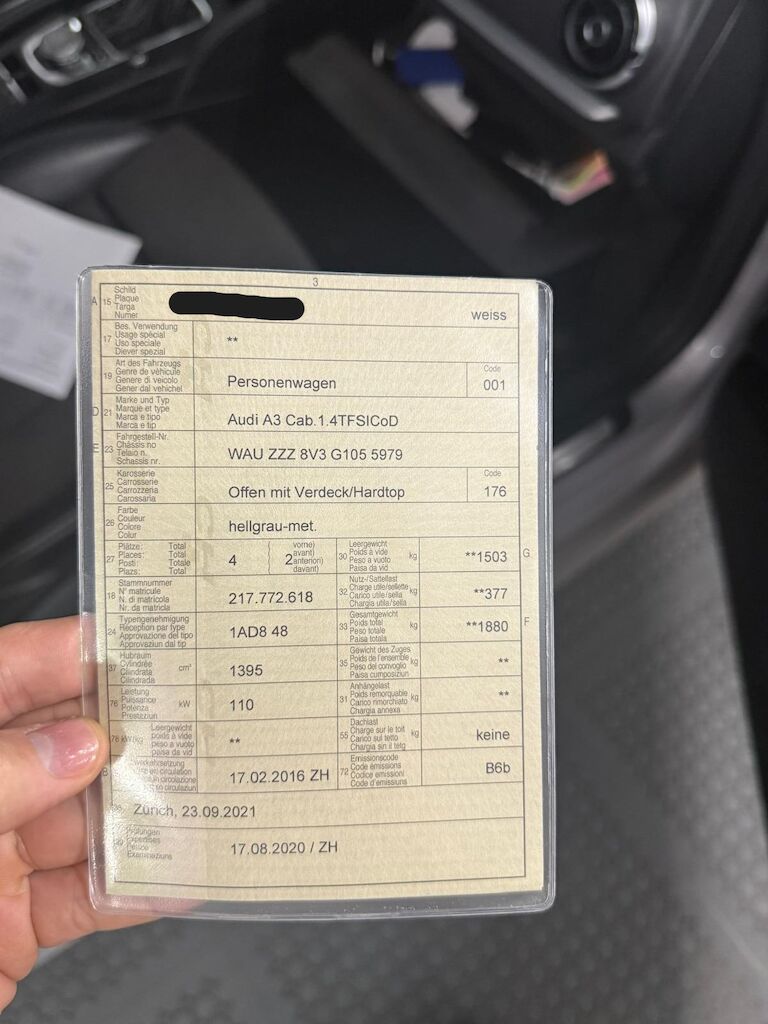 3
A 15 Schild
Plaque
Targa
Numer
weiss
17 Bes. Verwendung
Usage spécial
Uso speciale
Diever spezial
**
19 Art des Fahrzeugs
Genre de véhicule
Genere di veicolo
Gener dal vehichel
Personenwagen
Code
001
D 21 Marke und Typ
Marque et type
Marca e tipo
Marca e tip
Audi A3 Cab.1.4TFSICoD
E 23 Fahrgestell-Nr.
Châssis no
Telaio n.
Schassis nr.
WAU ZZZ 8V3 G105 5979
25 Karosserie
Carrosserie
Carrozzeria
Carossaria
Offen mit Verdeck/Hardtop
Code
176
26 Farbe
Couleur
Colore
Colur
hellgrau-met.
27 Plätze: Total
Places: Total
Posti: Totale
Plazs: Total
4
( vorne)
avant)
2 anteriori)
davant)
30 Leergewicht
Poids à vide
Peso a vuoto
Paisa da vid
kg
**1503
G
18 Stammnummer
N° matricule
N. di matricola
Nr. da matricla
217.772.618
32 Nutz-/Sattellast
Charge utile/sellette
Carico utile/sella
Chargia utila/sella
kg
**377
24 Typengenehmigung
Réception par type
Approvazione del tipo
Approvaziun dal tip
1AD8 48
33 Gesamtgewicht
Poids total
Peso totale
Paisa totala
kg
**1880
F
37 Hubraum
Cylindrée
Cilindrata
Cilindrada
cm³
1395
35 Gewicht des Zuges
Poids de l'ensemble
Peso del convoglio
Paisa cumposiziun
kg
**
76 Leistung
Puissance
Potenza
Prestaziun
kW
110
31 Anhängelast
Poids remorquable
Carico rimorchiato
Chargia annexa
kg
**
78 Leergewicht
poids à vide
peso a vuoto
paisa da vid
**
55 Dachlast
Charge sur le toit
Carico sul tetto
Chargia sin il tetg
kg
keine
B
17.02.2016 ZH
72 Emissionscode
Code émissions
Codice emissioni
Code d'emissiuns
B6b
Zürich, 23.09.2021
Prüfungen
Expertises
Examinaziuns
17.08.2020 / ZH